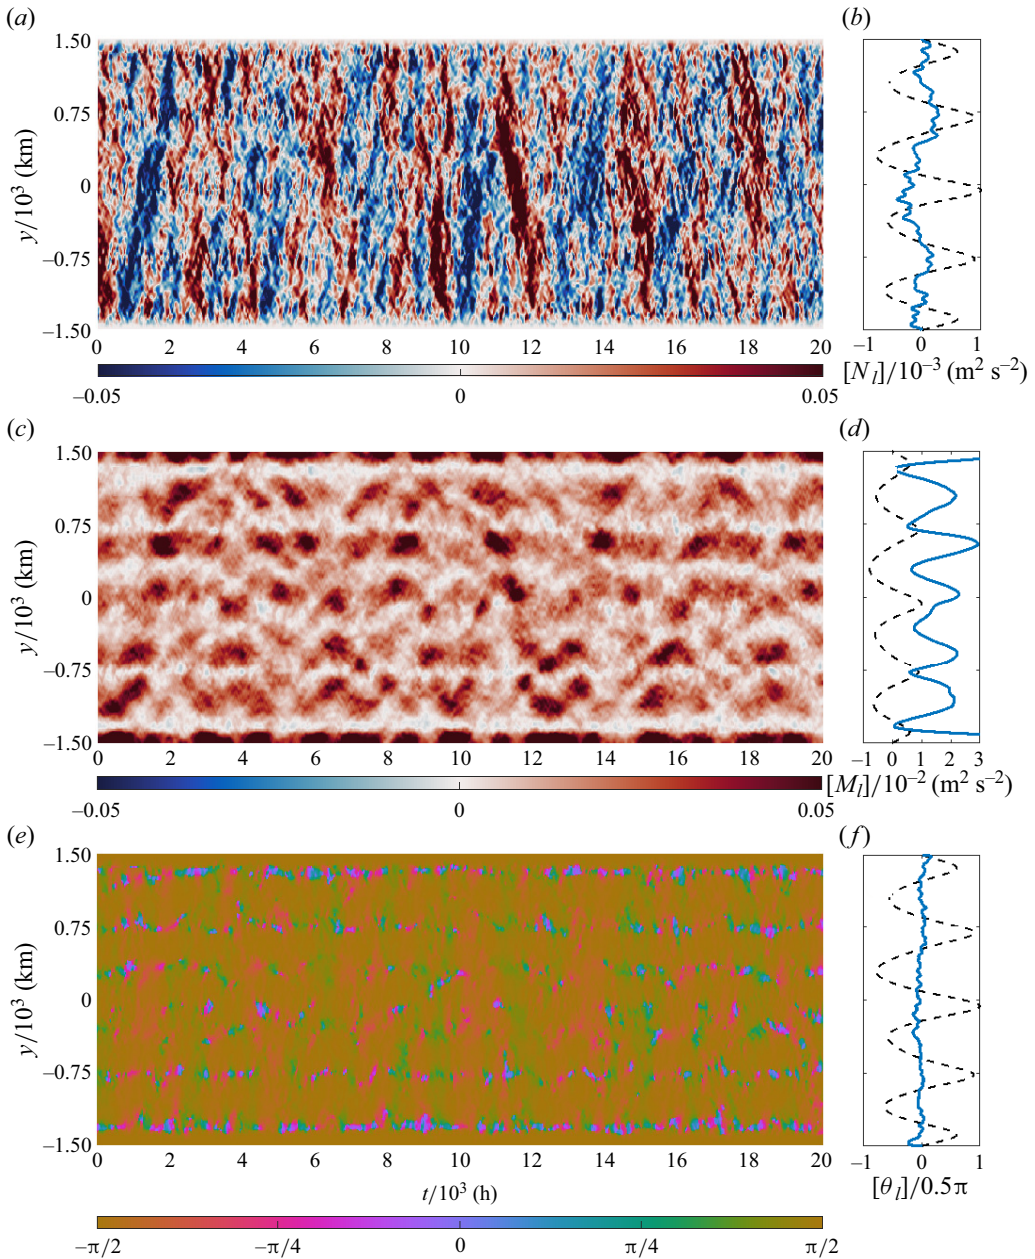 (a)
(b)
1.50
0.75
0
–0.75
–1.50
y/10³ (km)
0 2 4 6 8 10 12 14 16 18 20
–1 0 1
[N_l]/10⁻³ (m² s⁻²)
–0.05 0 0.05
(c)
(d)
1.50
0.75
0
–0.75
–1.50
y/10³ (km)
0 2 4 6 8 10 12 14 16 18 20
–1 0 1 2 3
[M_l]/10⁻² (m² s⁻²)
–0.05 0 0.05
(e)
(f)
1.50
0.75
0
–0.75
–1.50
y/10³ (km)
0 2 4 6 8 10 12 14 16 18 20
–1 0 1
t/10³ (h)
[θ_l]/0.5π
–π/2 –π/4 0 π/4 π/2